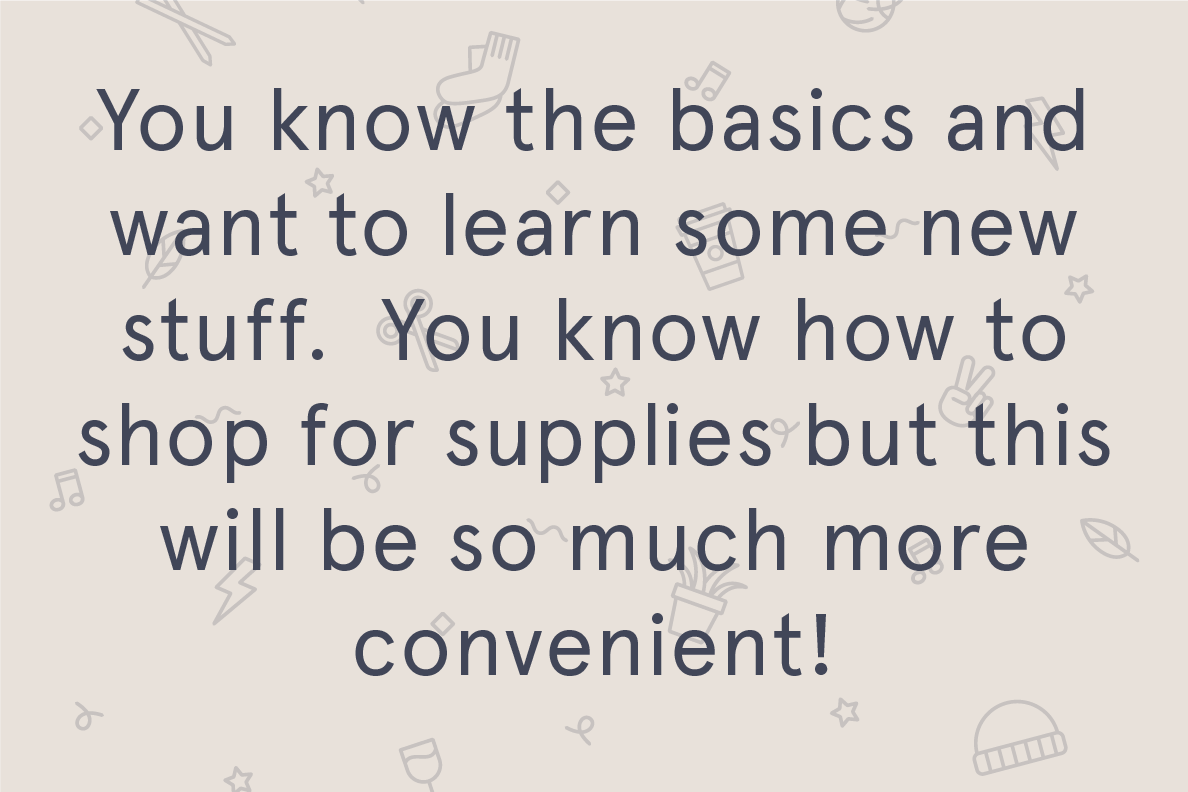 You know the basics and
want to learn some new
stuff.  You know how to
shop for supplies but this
will be so much more
convenient!